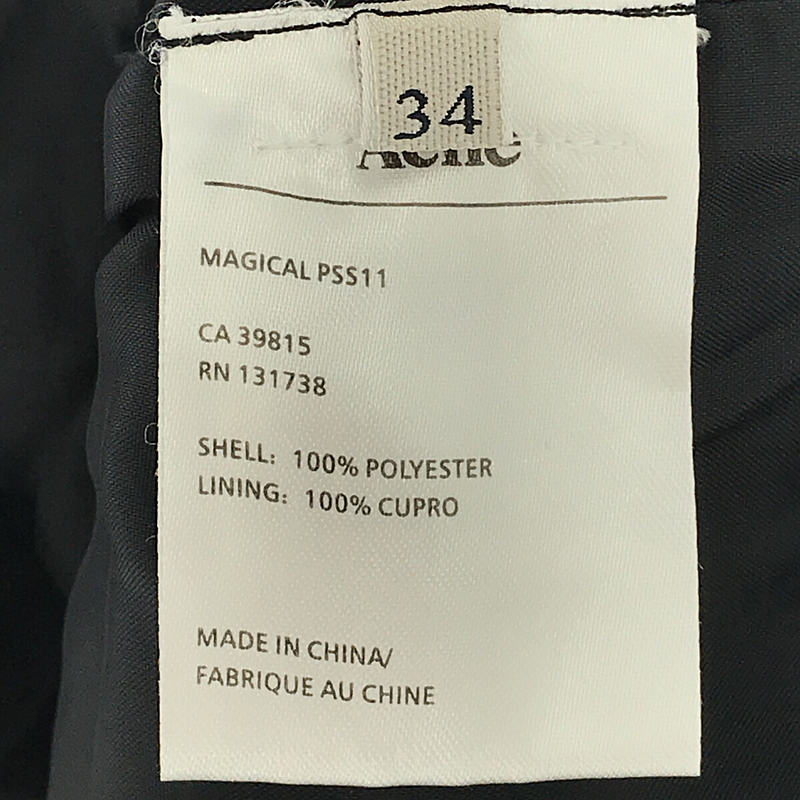 34
Acne
MAGICAL PSS11
CA 39815
RN 131738
SHELL: 100% POLYESTER
LINING: 100% CUPRO
MADE IN CHINA/
FABRIQUE AU CHINE